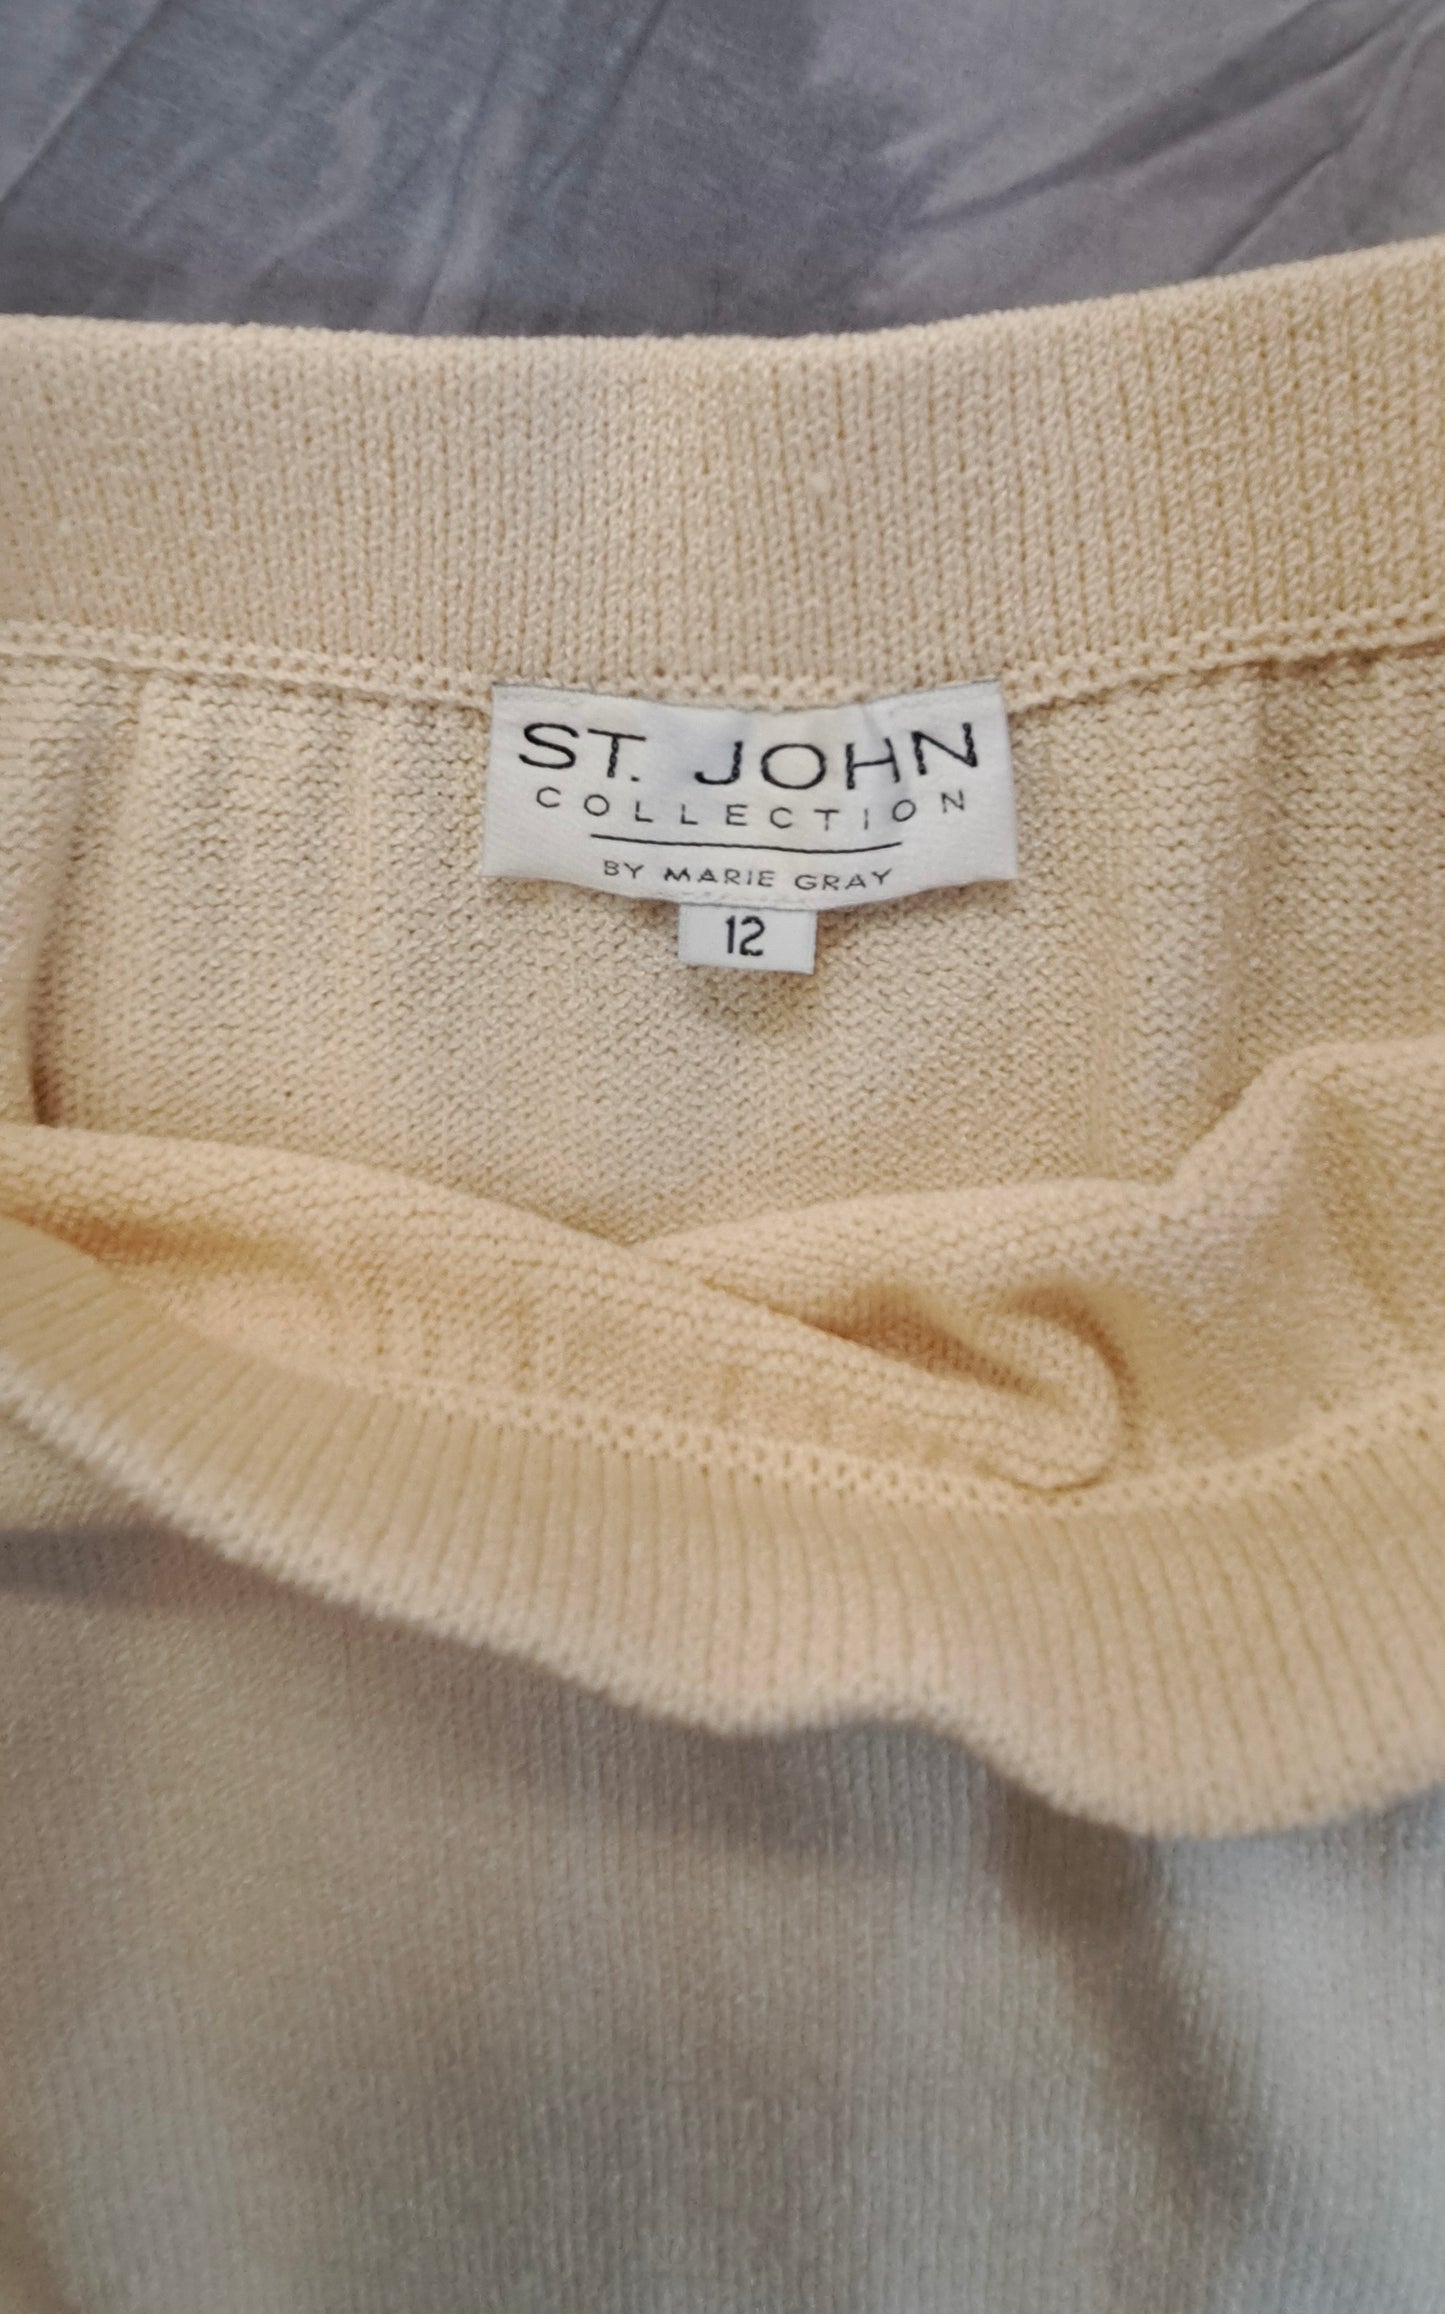 ST. JOHN
COLLECTION
BY MARIE GRAY
12